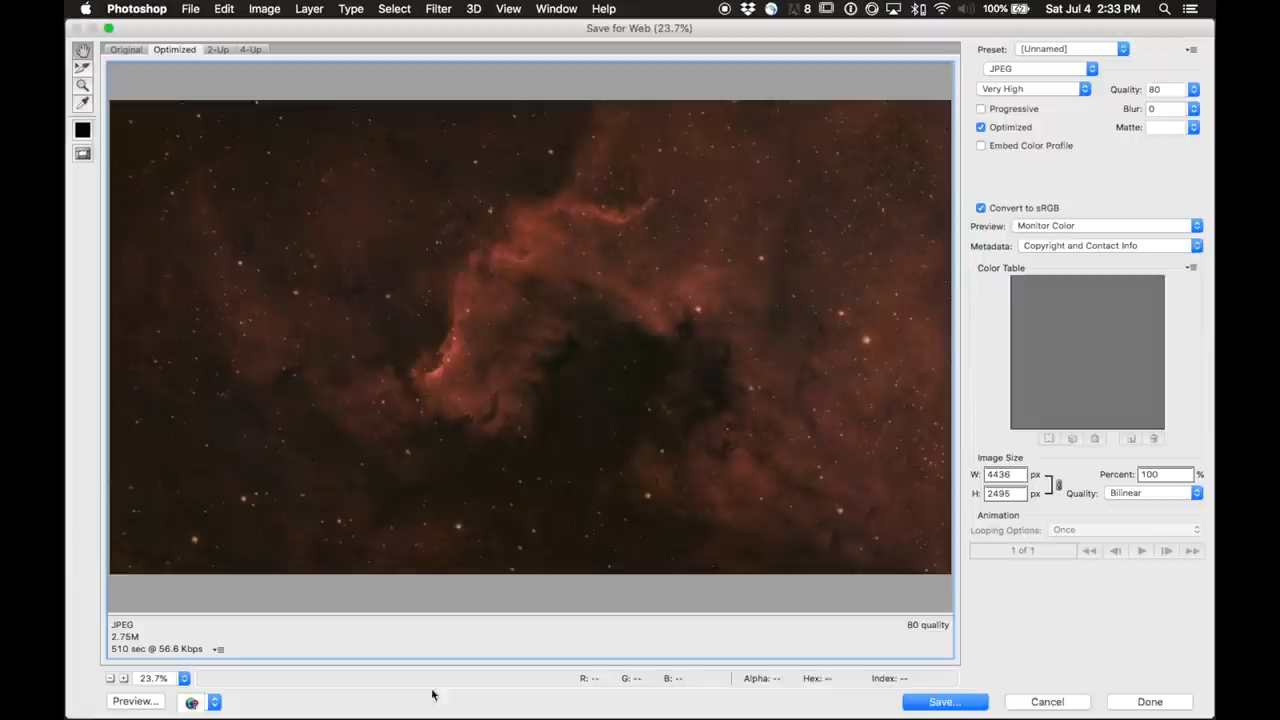 Photoshop File Edit Image Layer Type Select Filter 3D View Window Help 8 100% Sat Jul 4 2:33 PM
Save for Web (23.7%)
Original Optimized 2-Up 4-Up
Preset: [Unnamed]
JPEG
Very High Quality: 80
Progressive Blur: 0
Optimized Matte:
Embed Color Profile
Convert to sRGB
Preview: Monitor Color
Metadata: Copyright and Contact Info
Color Table
Image Size
W: 4436 px Percent: 100 %
H: 2495 px Quality: Bilinear
Animation
Looping Options: Once
1 of 1
JPEG 80 quality
2.75M
510 sec @ 56.6 Kbps
23.7% R: -- G: -- B: -- Alpha: -- Hex: -- Index: --
Preview... Save... Cancel Done